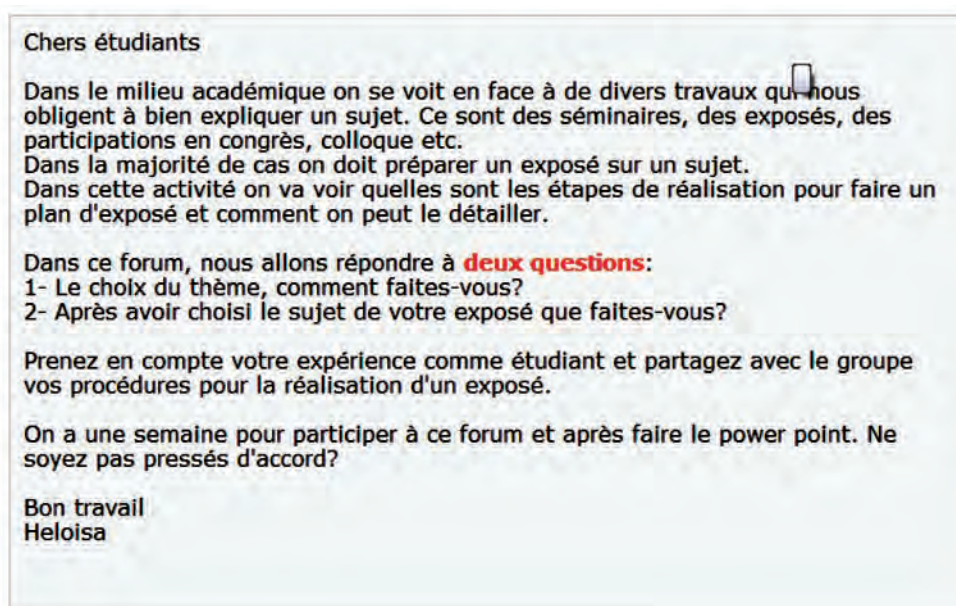 Chers étudiants
Dans le milieu académique on se voit en face à de divers travaux qui nous
obligent à bien expliquer un sujet. Ce sont des séminaires, des exposés, des
participations en congrès, colloque etc.
Dans la majorité de cas on doit préparer un exposé sur un sujet.
Dans cette activité on va voir quelles sont les étapes de réalisation pour faire un
plan d'exposé et comment on peut le détailler.
Dans ce forum, nous allons répondre à deux questions:
1- Le choix du thème, comment faites-vous?
2- Après avoir choisi le sujet de votre exposé que faites-vous?
Prenez en compte votre expérience comme étudiant et partagez avec le groupe
vos procédures pour la réalisation d'un exposé.
On a une semaine pour participer à ce forum et après faire le power point. Ne
soyez pas pressés d'accord?
Bon travail
Heloisa